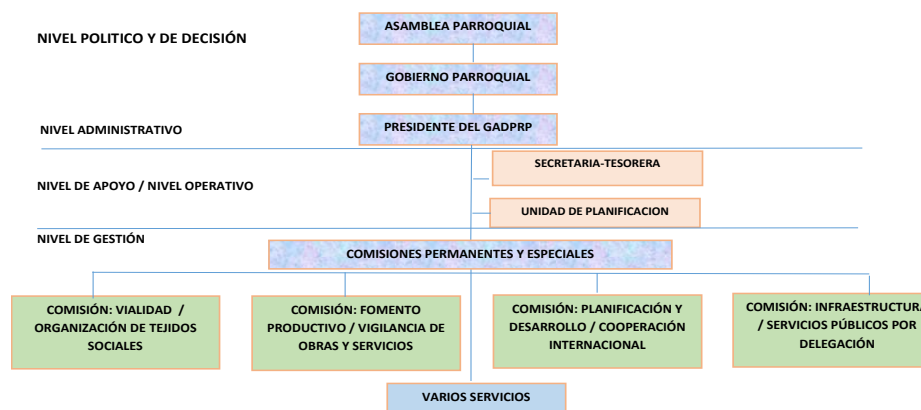 ASAMBLEA PARROQUIAL
NIVEL POLITICO Y DE DECISIÓN
GOBIERNO PARROQUIAL
PRESIDENTE DEL GADPRP
NIVEL ADMINISTRATIVO
SECRETARIA-TESORERA
NIVEL DE APOYO / NIVEL OPERATIVO
UNIDAD DE PLANIFICACION
NIVEL DE GESTIÓN
COMISIONES PERMANENTES Y ESPECIALES
COMISIÓN: VIALIDAD /
ORGANIZACIÓN DE TEJIDOS
SOCIALES
COMISIÓN: FOMENTO
PRODUCTIVO / VIGILANCIA DE
OBRAS Y SERVICIOS
COMISIÓN: PLANIFICACIÓN Y
DESARROLLO / COOPERACIÓN
INTERNACIONAL
COMISIÓN: INFRAESTRUCTURA
/ SERVICIOS PÚBLICOS POR
DELEGACIÓN
VARIOS SERVICIOS